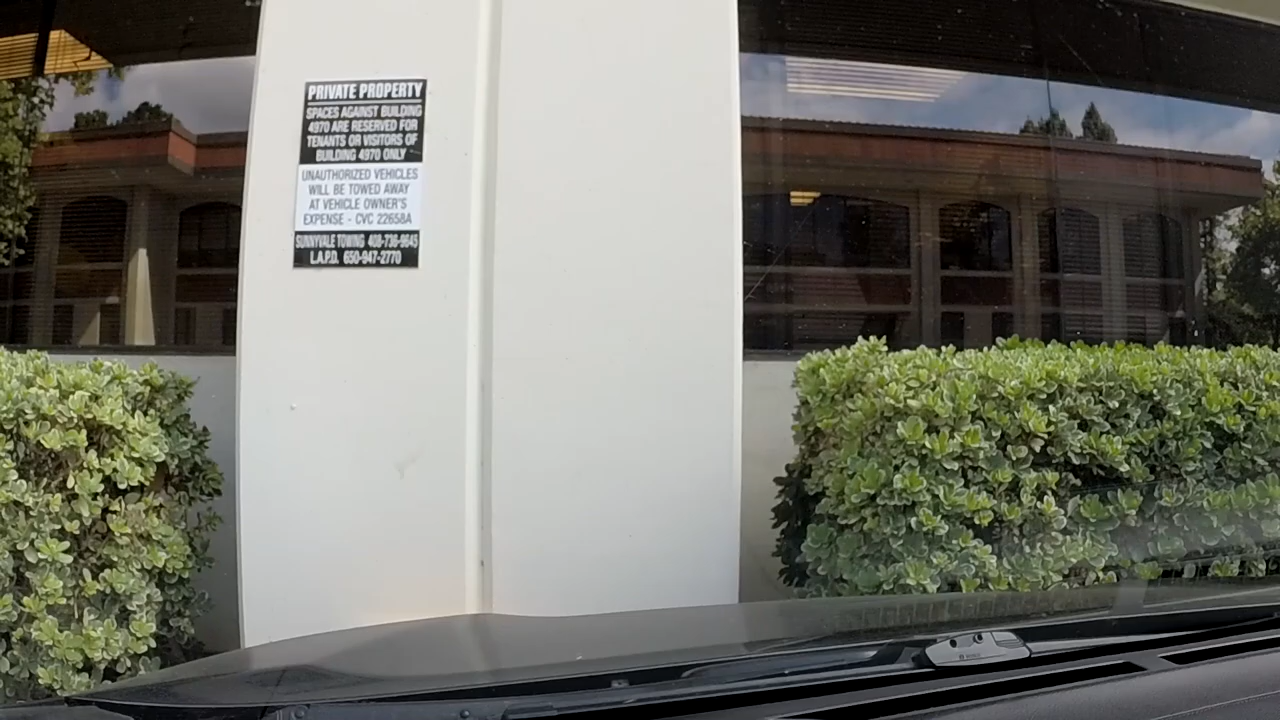 PRIVATE PROPERTY
SPACES AGAINST BUILDING
4970 ARE RESERVED FOR
TENANTS OR VISITORS OF
BUILDING 4970 ONLY
UNAUTHORIZED VEHICLES
WILL BE TOWED AWAY
AT VEHICLE OWNER'S
EXPENSE - CVC 22658A
SUNNYVALE TOWING 408-736-9645
L.A.P.D. 650-947-2770